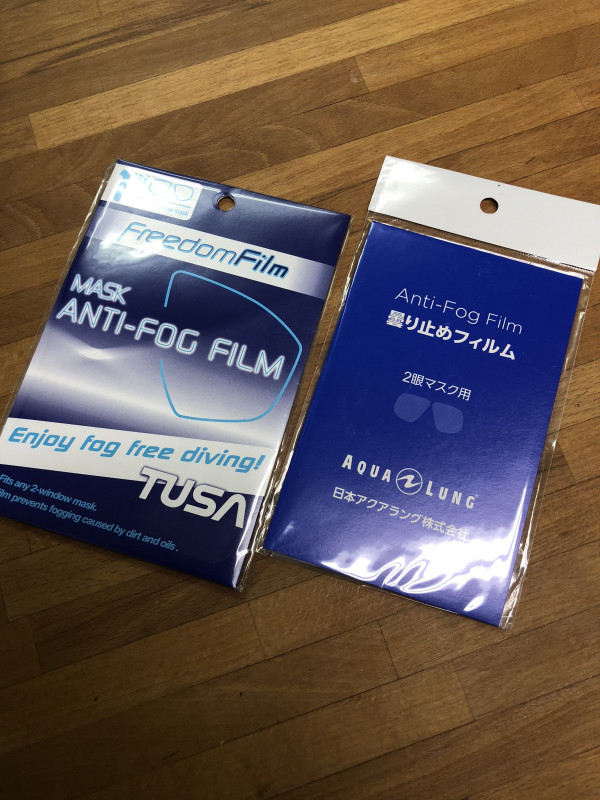 FreedomFilm
MASK
ANTI-FOG FILM
Enjoy fog free diving!
TUSA
Fits any 2-window mask.
film prevents fogging caused by dirt and oils.
Anti-Fog Film
曇り止めフィルム
2眼マスク用
AQUA LUNG
日本アクアラング株式会社